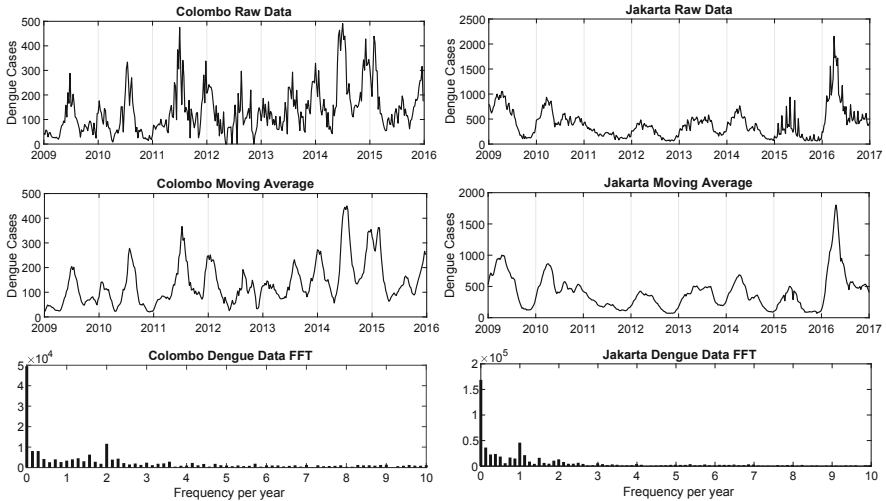 Colombo Raw Data
Dengue Cases
500
400
300
200
100
0
2009 2010 2011 2012 2013 2014 2015 2016
Jakarta Raw Data
Dengue Cases
2500
2000
1500
1000
500
0
2009 2010 2011 2012 2013 2014 2015 2016 2017
Colombo Moving Average
Dengue Cases
500
400
300
200
100
0
2009 2010 2011 2012 2013 2014 2015 2016
Jakarta Moving Average
Dengue Cases
2000
1500
1000
500
0
2009 2010 2011 2012 2013 2014 2015 2016 2017
Colombo Dengue Data FFT
×10⁴
5
4
3
2
1
0
0 1 2 3 4 5 6 7 8 9 10
Frequency per year
Jakarta Dengue Data FFT
×10⁵
2
1.5
1
0.5
0
0 1 2 3 4 5 6 7 8 9 10
Frequency per year